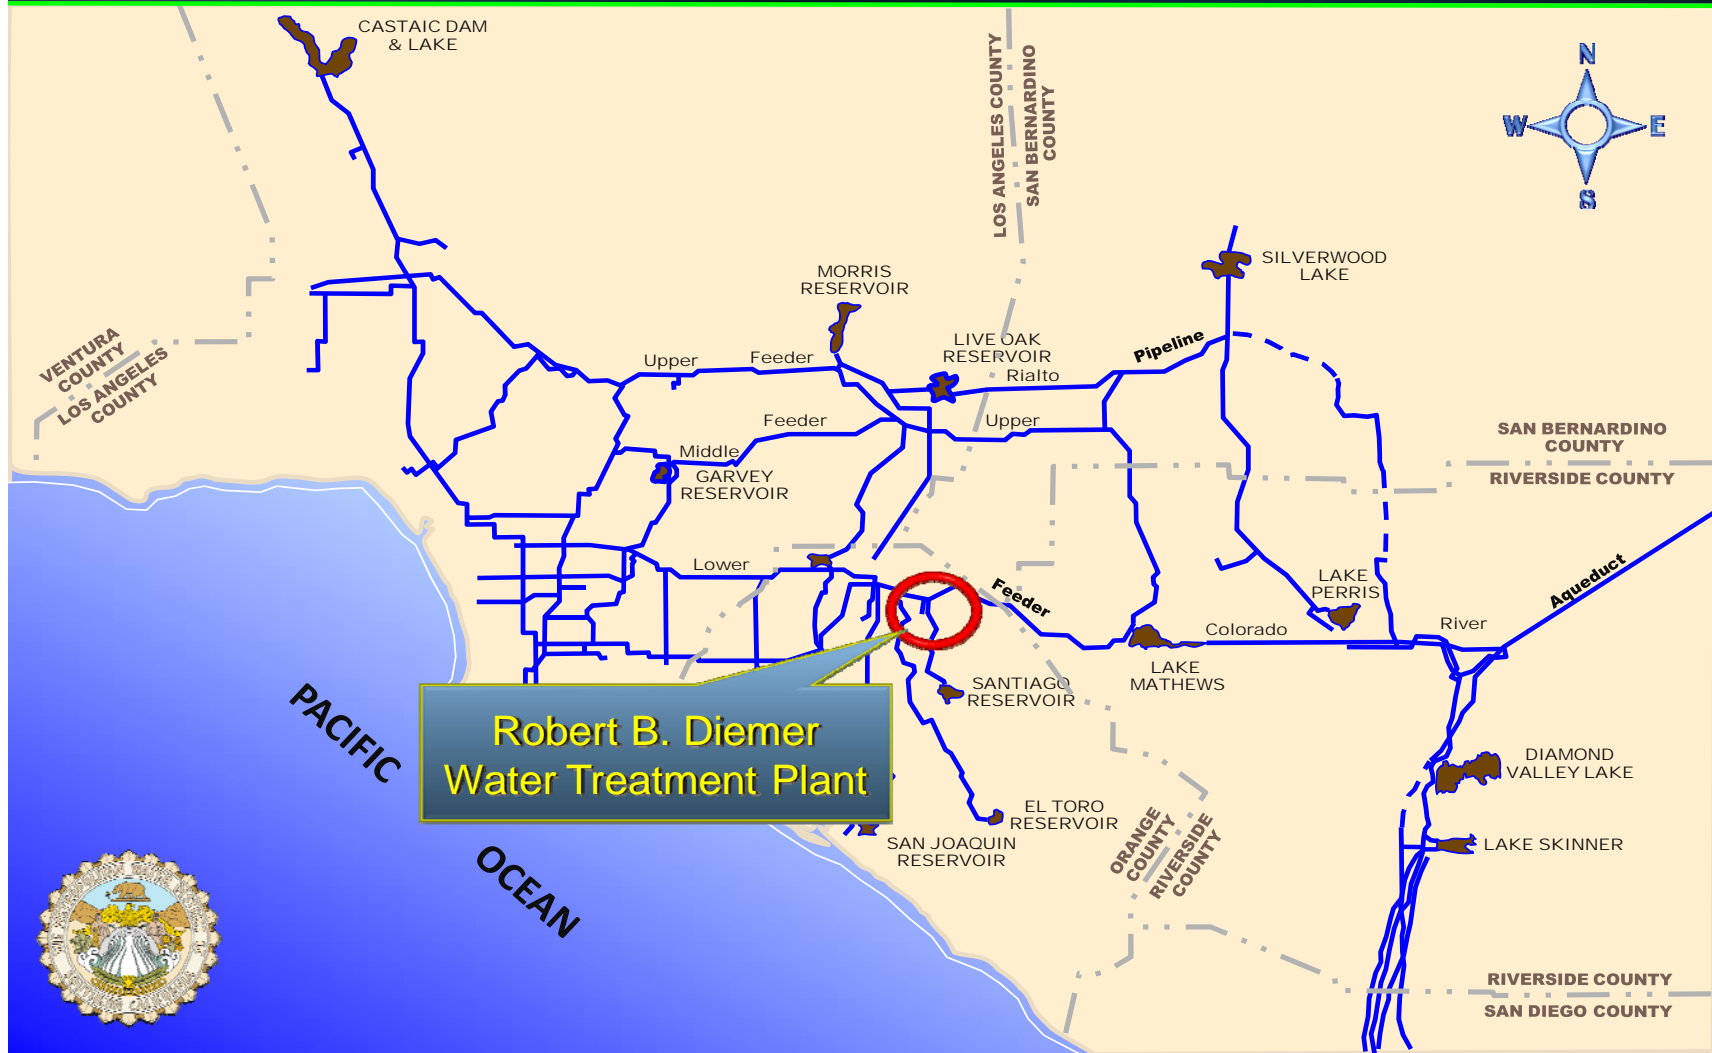 CASTAIC DAM
& LAKE
LOS ANGELES COUNTY
SAN BERNARDINO
COUNTY
N
W
E
S
SILVERWOOD
LAKE
MORRIS
RESERVOIR
LIVE OAK
RESERVOIR
Rialto
Pipeline
VENTURA
COUNTY
LOS ANGELES
COUNTY
Upper
Feeder
Feeder
Upper
Middle
GARVEY
RESERVOIR
SAN BERNARDINO
COUNTY
RIVERSIDE COUNTY
Lower
Feeder
LAKE
PERRIS
Aqueduct
Colorado
River
LAKE
MATHEWS
SANTIAGO
RESERVOIR
PACIFIC
OCEAN
Robert B. Diemer
Water Treatment Plant
DIAMOND
VALLEY LAKE
EL TORO
RESERVOIR
SAN JOAQUIN
RESERVOIR
ORANGE
COUNTY
RIVERSIDE
COUNTY
LAKE SKINNER
RIVERSIDE COUNTY
SAN DIEGO COUNTY